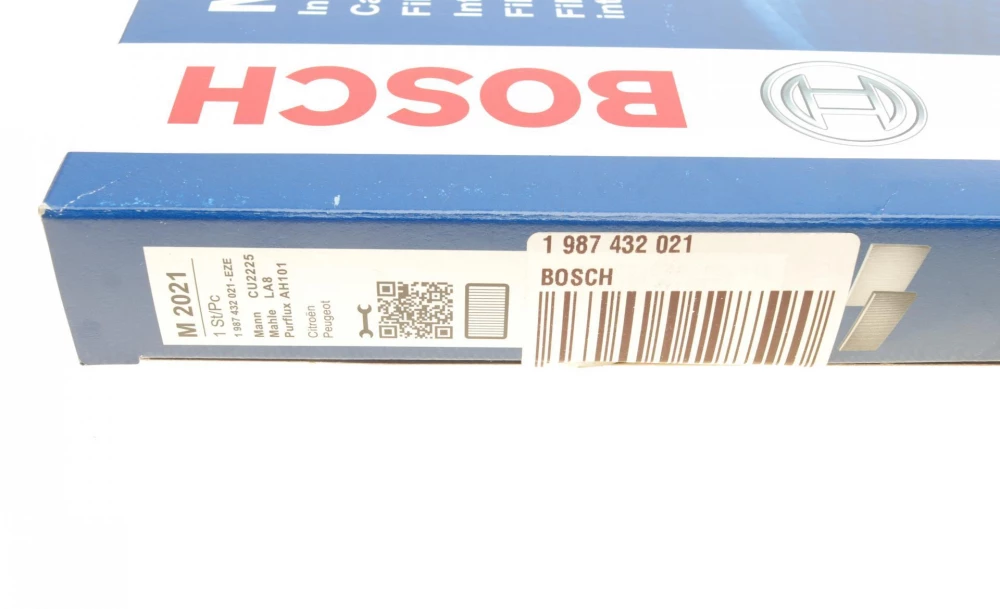 BOSCH
M 2021
1 St/Pc
1 987 432 021-EZE
Mann CU2225
Mahle LA8
Purflux AH101
Citroën
Peugeot
1 987 432 021
BOSCH